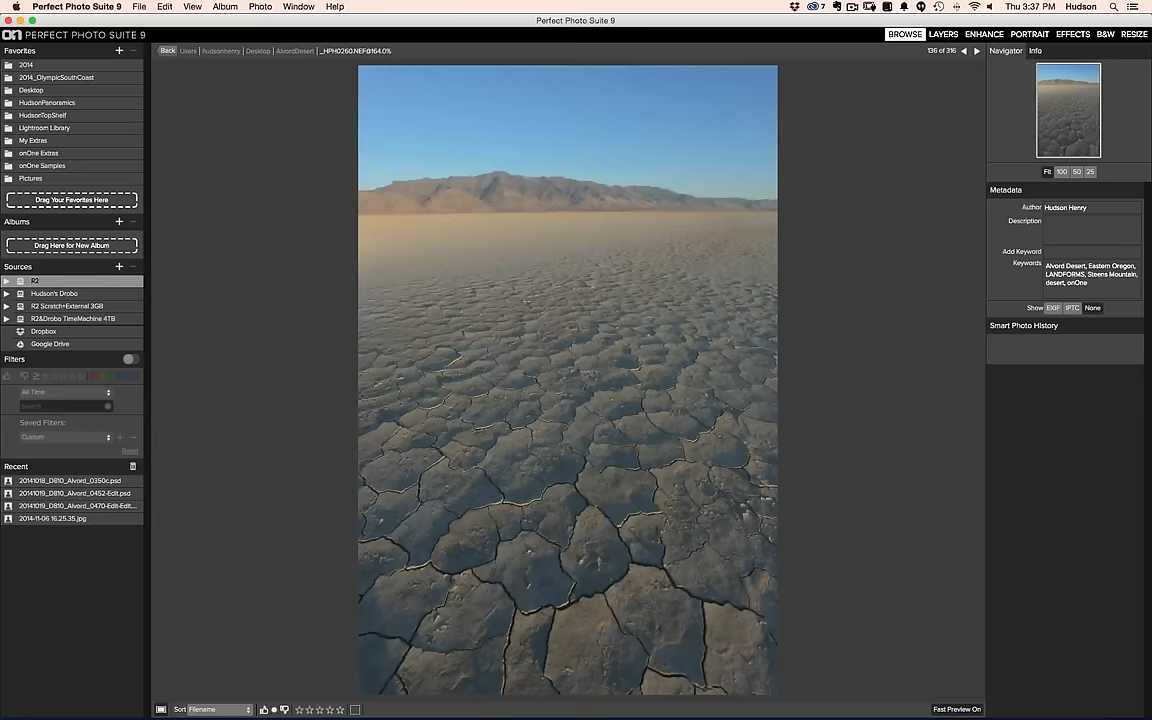 Perfect Photo Suite 9 File Edit View Album Photo Window Help
7 Thu 3:37 PM Hudson
Perfect Photo Suite 9
on PERFECT PHOTO SUITE 9
BROWSE LAYERS ENHANCE PORTRAIT EFFECTS B&W RESIZE
Favorites + −
Back Users hudsonhenry Desktop AlvordDesert _HPH0260.NEF@164.0%
136 of 316
Navigator Info
2014
2014_OlympicSouthCoast
Desktop
HudsonPanoramics
HudsonTopShelf
Lightroom Library
My Extras
onOne Extras
onOne Samples
Pictures
Drag Your Favorites Here
Albums + −
Drag Here for New Album
Sources + −
R2
Hudson's Drobo
R2 Scratch+External 3GB
R2&Drobo TimeMachine 4TB
Dropbox
Google Drive
Filters
All Time
Search
Saved Filters:
Custom + −
Reset
Recent
20141018_D810_Alvord_0350c.psd
20141019_D810_Alvord_0452-Edit.psd
20141019_D810_Alvord_0470-Edit-Edit...
2014-11-06 16.25.35.jpg
Fit 100 50 25
Metadata
Author Hudson Henry
Description
Add Keyword
Keywords Alvord Desert, Eastern Oregon,
LANDFORMS, Steens Mountain,
desert, onOne
Show EXIF IPTC None
Smart Photo History
Sort Filename
Fast Preview On